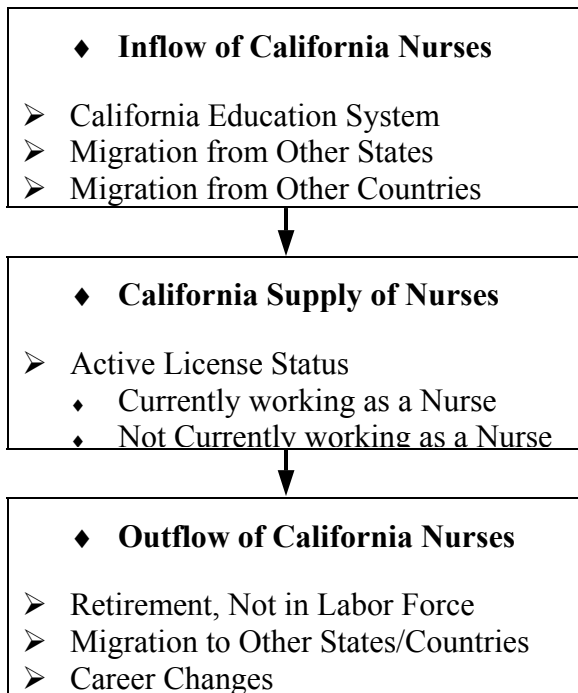 ♦ Inflow of California Nurses
➢ California Education System
➢ Migration from Other States
➢ Migration from Other Countries
♦ California Supply of Nurses
➢ Active License Status
♦ Currently working as a Nurse
♦ Not Currently working as a Nurse
♦ Outflow of California Nurses
➢ Retirement, Not in Labor Force
➢ Migration to Other States/Countries
➢ Career Changes